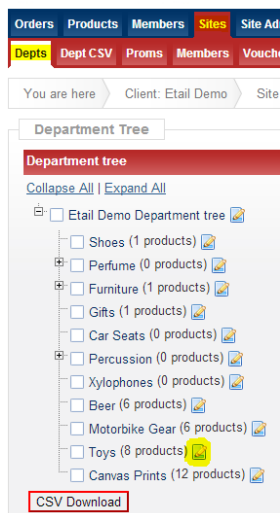 Orders Products Members Sites Site Ad
Depts Dept CSV Proms Members Vouch
You are here Client: Etail Demo Site
Department Tree
Department tree
Collapse All | Expand All
Etail Demo Department tree
Shoes (1 products)
Perfume (0 products)
Furniture (1 products)
Gifts (1 products)
Car Seats (0 products)
Percussion (0 products)
Xylophones (0 products)
Beer (6 products)
Motorbike Gear (6 products)
Toys (8 products)
Canvas Prints (12 products)
CSV Download